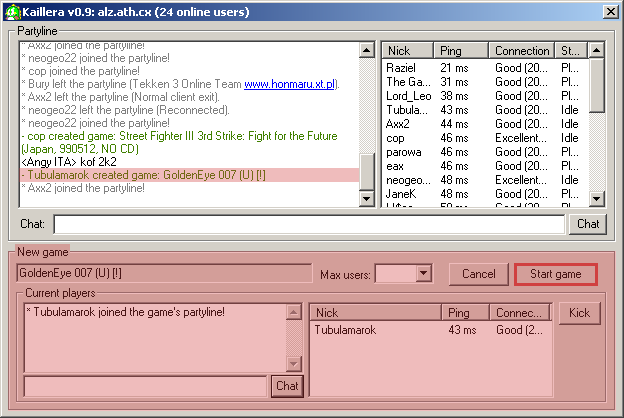 Kaillera v0.9: alz.ath.cx (24 online users)
Partyline
* Axx2 joined the partyline!
* neogeo22 joined the partyline!
* cop joined the partyline!
* Bury left the partyline (Tekken 3 Online Team www.honmaru.xt.pl).
* Axx2 left the partyline (Normal client exit).
* neogeo22 left the partyline (Reconnected).
* neogeo22 joined the partyline!
- cop created game: Street Fighter III 3rd Strike: Fight for the Future
(Japan, 990512, NO CD)
<Angy ITA> kof 2k2
- Tubulamarok created game: GoldenEye 007 (U) [!]
* Axx2 joined the partyline!
Nick Ping Connection St...
Raziel 21 ms Good (20... Pl...
The Ga... 31 ms Good (20... Pl...
Lord_Leo 38 ms Good (20... Pl...
Tubula... 43 ms Good (20... Idle
Axx2 44 ms Good (20... Idle
cop 46 ms Excellent... Idle
parowa 46 ms Good (20... Pl...
eax 46 ms Good (20... Pl...
neogeo... 48 ms Excellent... Idle
JaneK 48 ms Good (20... Pl...
Chat: Chat
New game
GoldenEye 007 (U) [!] Max users: Cancel Start game
Current players
* Tubulamarok joined the game's partyline!
Chat
Nick Ping Connec...
Tubulamarok 43 ms Good (2...
Kick